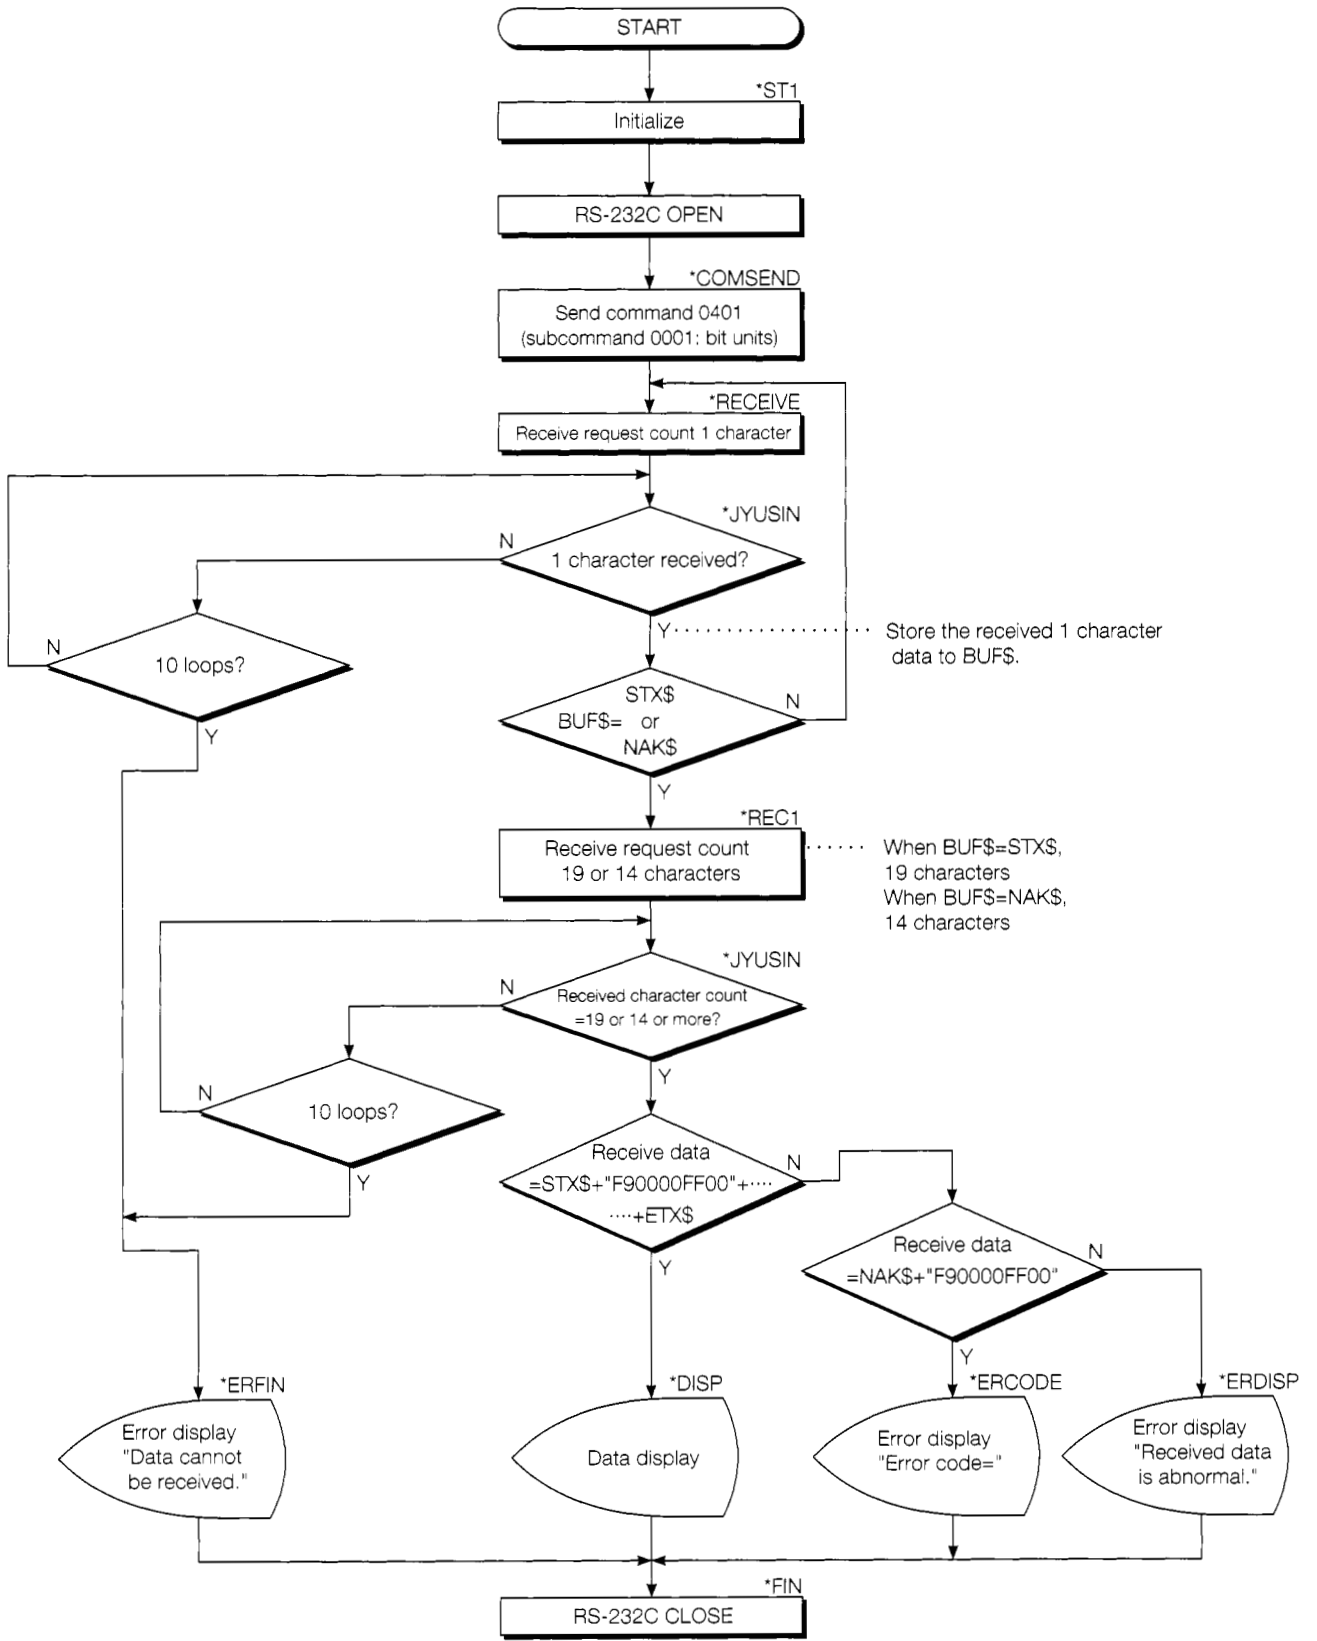 START
*ST1
Initialize
RS-232C OPEN
*COMSEND
Send command 0401
(subcommand 0001: bit units)
*RECEIVE
Receive request count 1 character
*JYUSIN
N
1 character received?
Y
Store the received 1 character
data to BUF$.
N
10 loops?
Y
STX$
BUF$= or
NAK$
N
Y
*REC1
Receive request count
19 or 14 characters
When BUF$=STX$,
19 characters
When BUF$=NAK$,
14 characters
*JYUSIN
N
Received character count
=19 or 14 or more?
Y
N
10 loops?
Y
Receive data
=STX$+"F90000FF00"+····
····+ETX$
N
Y
Receive data
=NAK$+"F90000FF00"
N
Y
*ERFIN
Error display
"Data cannot
be received."
*DISP
Data display
*ERCODE
Error display
"Error code="
*ERDISP
Error display
"Received data
is abnormal."
*FIN
RS-232C CLOSE